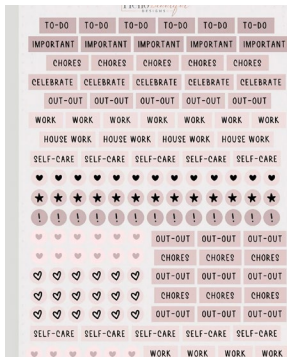 DESIGNS
TO-DO TO-DO TO-DO TO-DO TO-DO TO-DO
IMPORTANT IMPORTANT IMPORTANT IMPORTANT IMPORTANT
CHORES CHORES CHORES CHORES CHORES
CELEBRATE CELEBRATE CELEBRATE CELEBRATE CELEBRATE
OUT-OUT OUT-OUT OUT-OUT OUT-OUT OUT-OUT
WORK WORK WORK WORK WORK WORK
HOUSE WORK HOUSE WORK HOUSE WORK HOUSE WORK
SELF-CARE SELF-CARE SELF-CARE SELF-CARE SELF-CARE
! ! ! ! ! ! ! ! ! ! ! !
OUT-OUT OUT-OUT OUT-OUT
CHORES CHORES CHORES
OUT-OUT OUT-OUT OUT-OUT
CHORES CHORES CHORES
OUT-OUT OUT-OUT OUT-OUT
SELF-CARE SELF-CARE SELF-CARE SELF-CARE SELF-CARE
WORK WORK WORK